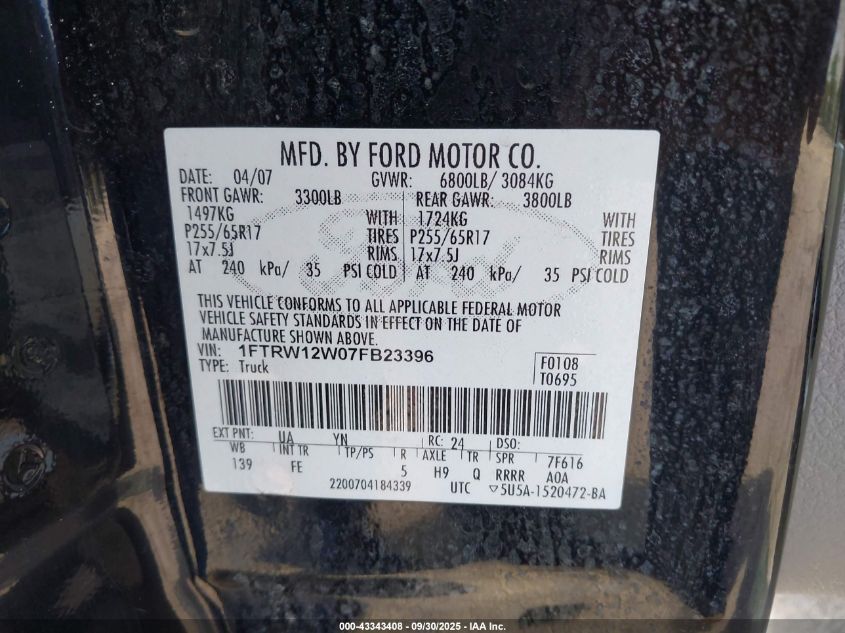 MFD. BY FORD MOTOR CO.
DATE: 04/07 GVWR: 6800LB/ 3084KG
FRONT GAWR: 3300LB REAR GAWR: 3800LB
1497KG WITH 1724KG WITH
P255/65R17 TIRES P255/65R17 TIRES
17x7.5J RIMS 17x7.5J RIMS
AT 240 kPa/ 35 PSI COLD AT 240 kPa/ 35 PSI COLD
THIS VEHICLE CONFORMS TO ALL APPLICABLE FEDERAL MOTOR
VEHICLE SAFETY STANDARDS IN EFFECT ON THE DATE OF
MANUFACTURE SHOWN ABOVE.
VIN: 1FTRW12W07FB23396 F0108
TYPE: Truck T0695
EXT PNT: UA YN RC: 24 DSO:
WB INT TR TP/PS R AXLE TR SPR 7F616
139 FE 5 H9 Q RRRR A0A
2200704184339 UTC ▽5U5A-1520472-BA
Ford
000-43343408 - 09/30/2025 - IAA Inc.